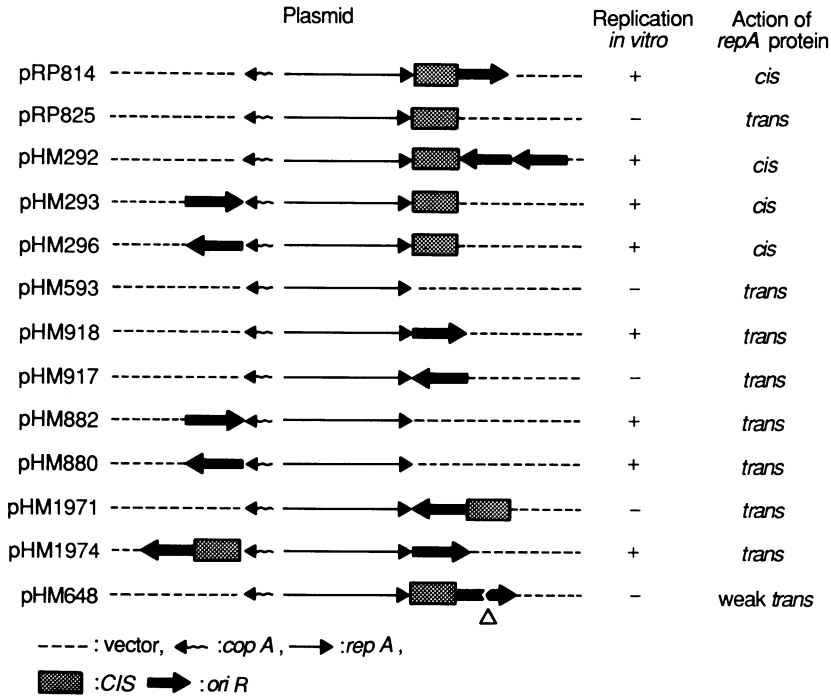 Plasmid Replication in vitro Action of repA protein
pRP814 + cis
pRP825 − trans
pHM292 + cis
pHM293 + cis
pHM296 + cis
pHM593 − trans
pHM918 + trans
pHM917 − trans
pHM882 + trans
pHM880 + trans
pHM1971 − trans
pHM1974 + trans
pHM648 − weak trans
: vector, :cop A, :rep A,
:CIS :ori R